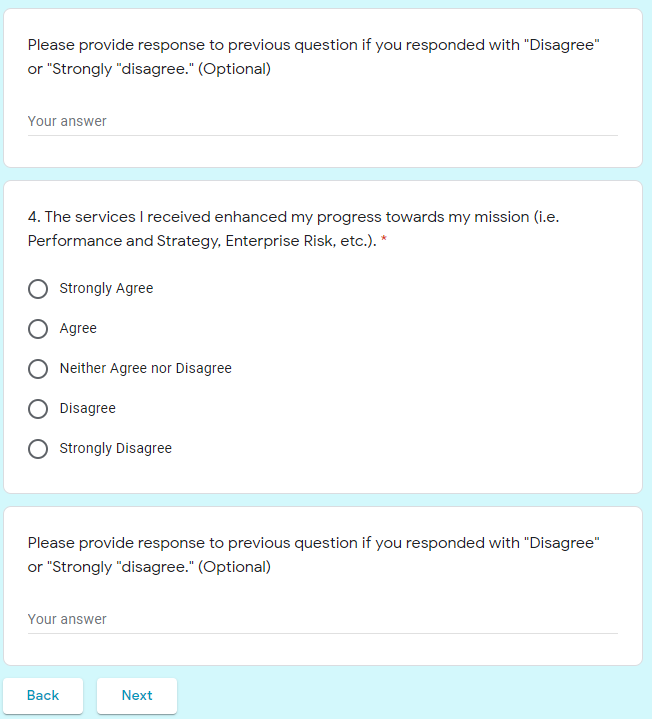 Please provide response to previous question if you responded with "Disagree"
or "Strongly "disagree." (Optional)
Your answer
4. The services I received enhanced my progress towards my mission (i.e.
Performance and Strategy, Enterprise Risk, etc.). *
Strongly Agree
Agree
Neither Agree nor Disagree
Disagree
Strongly Disagree
Please provide response to previous question if you responded with "Disagree"
or "Strongly "disagree." (Optional)
Your answer
Back
Next